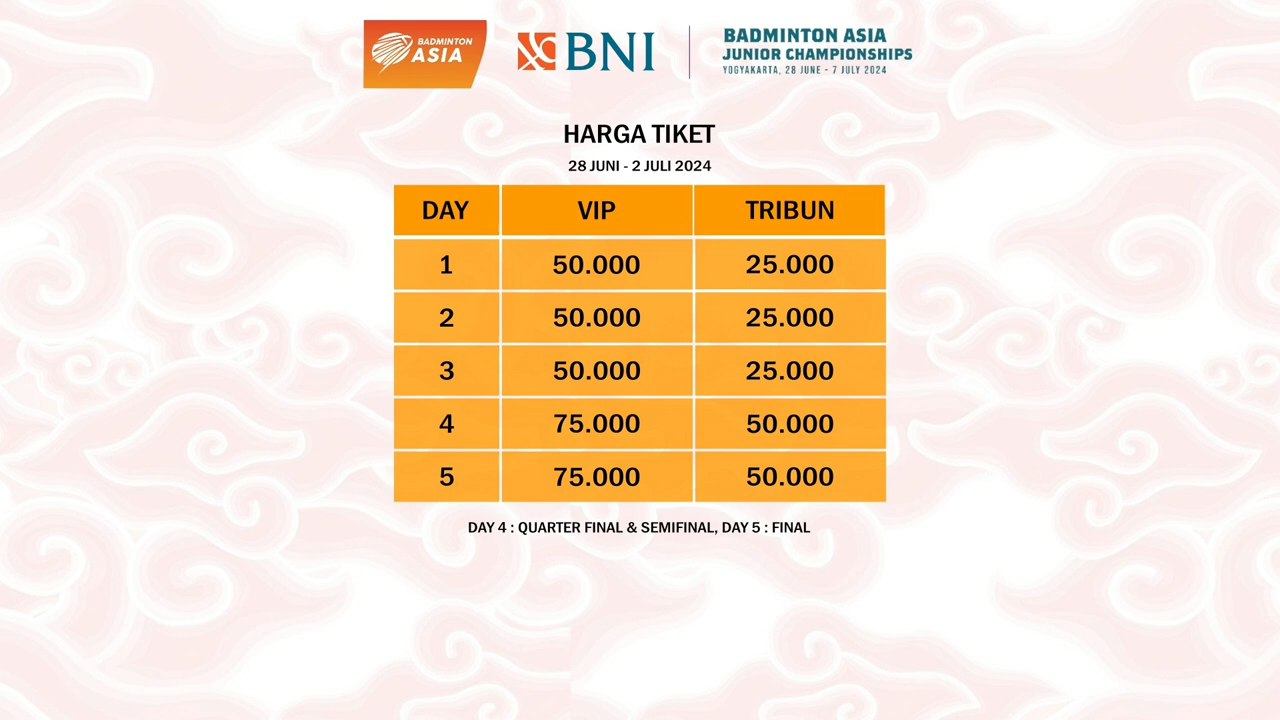 BADMINTON
ASIA
BNI
BADMINTON ASIA
JUNIOR CHAMPIONSHIPS
YOGYAKARTA, 28 JUNE - 7 JULY 2024
HARGA TIKET
28 JUNI - 2 JULI 2024
DAY VIP TRIBUN
1 50.000 25.000
2 50.000 25.000
3 50.000 25.000
4 75.000 50.000
5 75.000 50.000
DAY 4 : QUARTER FINAL & SEMIFINAL, DAY 5 : FINAL